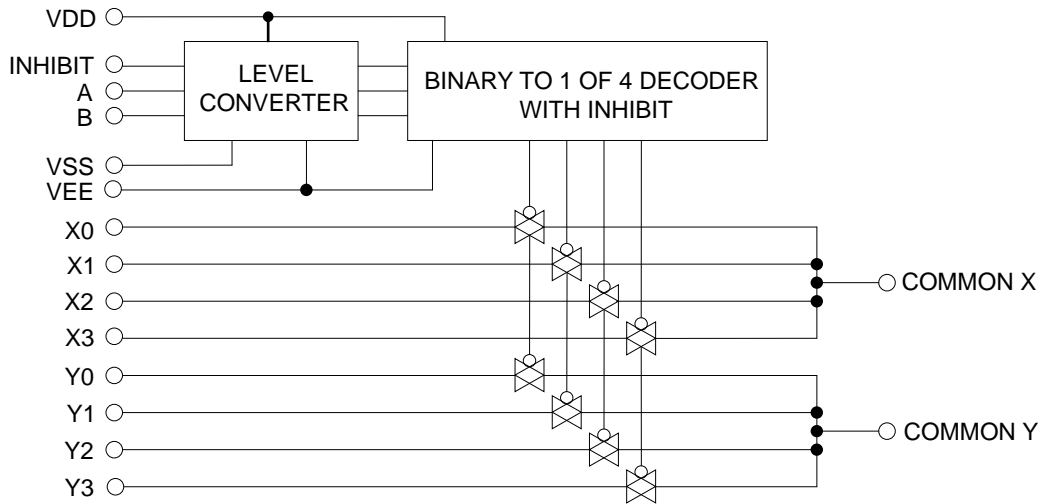 VDD
INHIBIT
A
B
LEVEL
CONVERTER
BINARY TO 1 OF 4 DECODER
WITH INHIBIT
VSS
VEE
X0
X1
X2
X3
COMMON X
Y0
Y1
Y2
Y3
COMMON Y